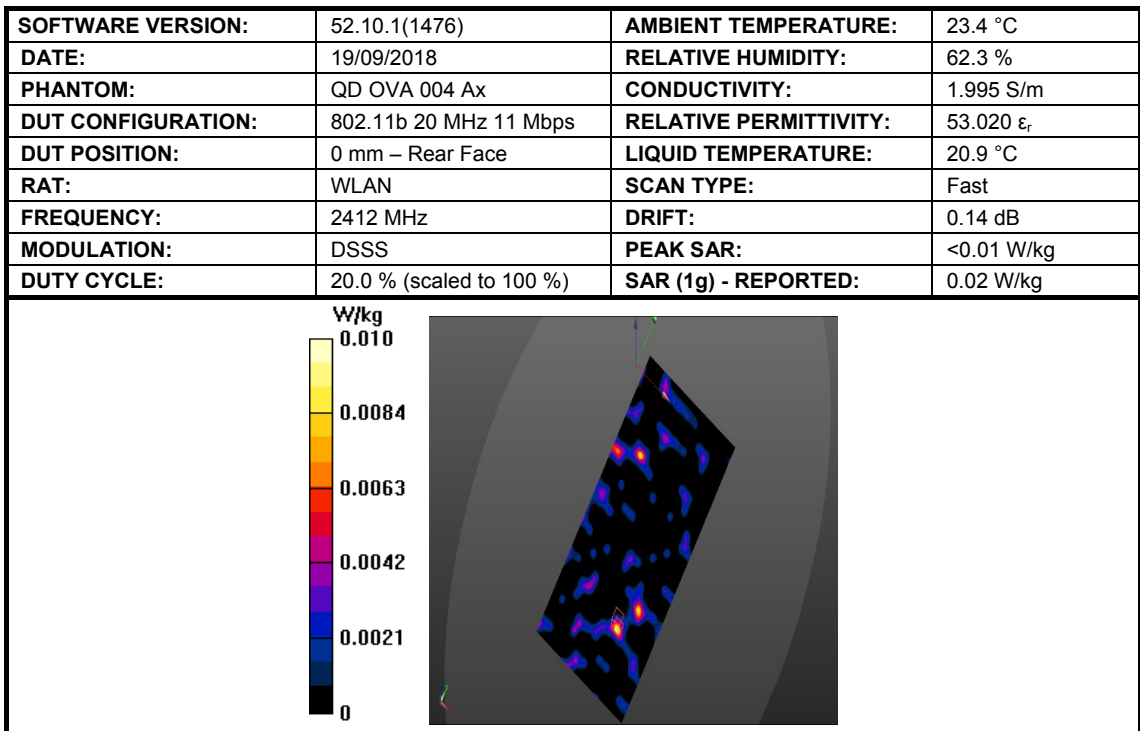 SOFTWARE VERSION: 52.10.1(1476) AMBIENT TEMPERATURE: 23.4 °C
DATE: 19/09/2018 RELATIVE HUMIDITY: 62.3 %
PHANTOM: QD OVA 004 Ax CONDUCTIVITY: 1.995 S/m
DUT CONFIGURATION: 802.11b 20 MHz 11 Mbps RELATIVE PERMITTIVITY: 53.020 εr
DUT POSITION: 0 mm – Rear Face LIQUID TEMPERATURE: 20.9 °C
RAT: WLAN SCAN TYPE: Fast
FREQUENCY: 2412 MHz DRIFT: 0.14 dB
MODULATION: DSSS PEAK SAR: <0.01 W/kg
DUTY CYCLE: 20.0 % (scaled to 100 %) SAR (1g) - REPORTED: 0.02 W/kg
W/kg
0.010
0.0084
0.0063
0.0042
0.0021
0